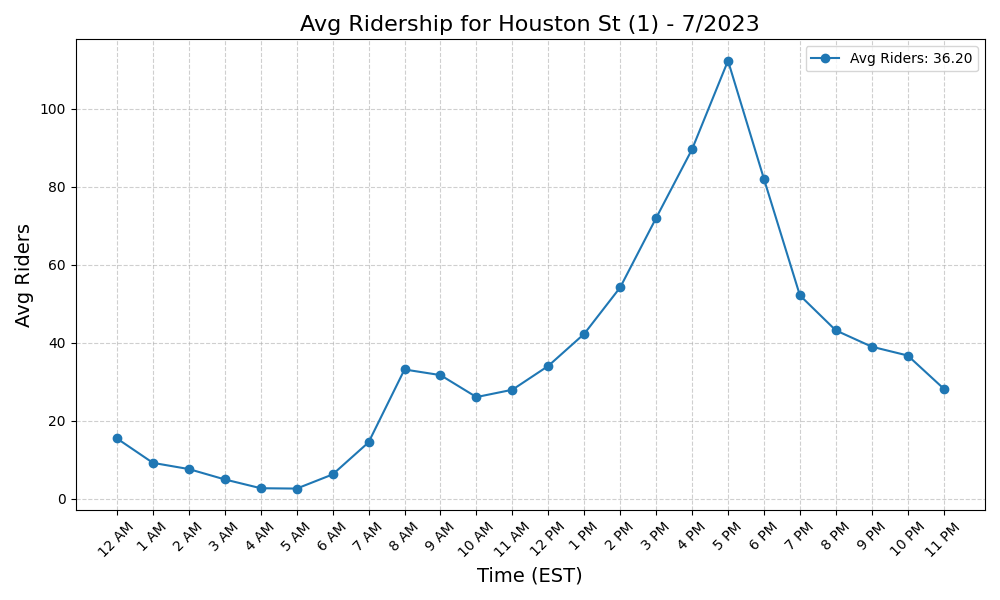 Avg Ridership for Houston St (1) - 7/2023
Avg Riders: 36.20
Avg Riders
100
80
60
40
20
0
12 AM
1 AM
2 AM
3 AM
4 AM
5 AM
6 AM
7 AM
8 AM
9 AM
10 AM
11 AM
12 PM
1 PM
2 PM
3 PM
4 PM
5 PM
6 PM
7 PM
8 PM
9 PM
10 PM
11 PM
Time (EST)